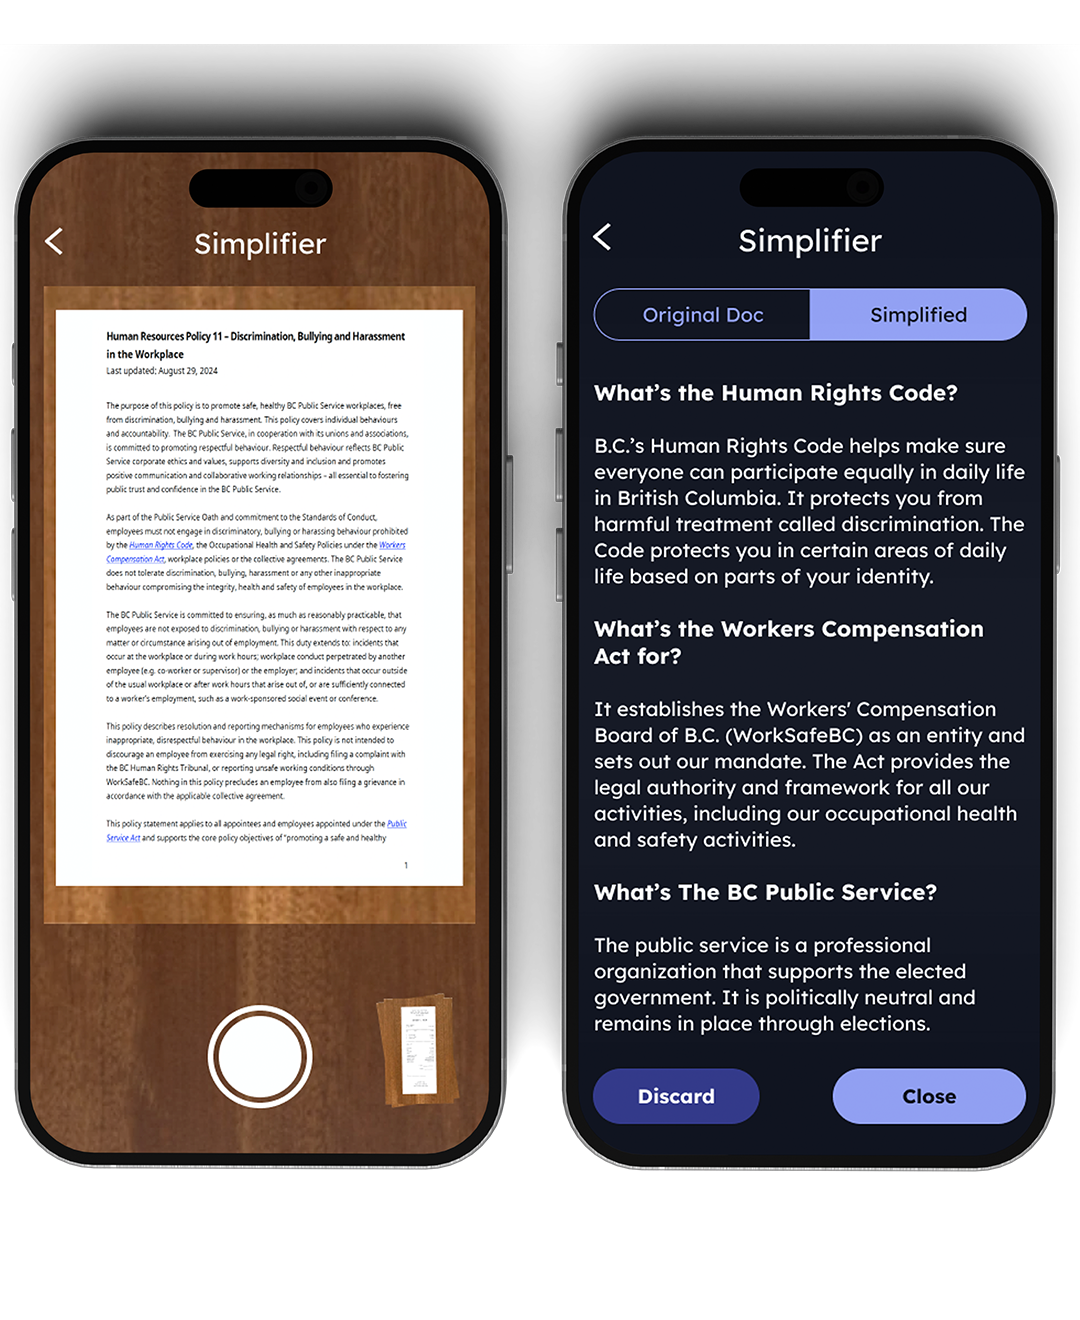 Simplifier
Human Resources Policy 11 – Discrimination, Bullying and Harassment
in the Workplace
Last updated: August 29, 2024
The purpose of this policy is to promote safe, healthy BC Public Service workplaces, free
from discrimination, bullying and harassment. This policy covers individual behaviours
and accountability. The BC Public Service, in cooperation with its unions and associations,
is committed to promoting respectful behaviour. Respectful behaviour reflects BC Public
Service corporate ethics and values, supports diversity and inclusion and promotes
positive communication and collaborative working relationships – all essential to fostering
public trust and confidence in the BC Public Service.
As part of the Public Service Oath and commitment to the Standards of Conduct,
employees must not engage in discriminatory, bullying or harassing behaviour prohibited
by the Human Rights Code, the Occupational Health and Safety Policies under the Workers
Compensation Act, workplace policies or the collective agreements. The BC Public Service
does not tolerate discrimination, bullying, harassment or any other inappropriate
behaviour compromising the integrity, health and safety of employees in the workplace.
The BC Public Service is committed to ensuring, as much as reasonably practicable, that
employees are not exposed to discrimination, bullying or harassment with respect to any
matter or circumstance arising out of employment. This duty extends to: incidents that
occur at the workplace or during work hours; workplace conduct perpetrated by another
employee (e.g. co-worker or supervisor) or the employer; and incidents that occur outside
of the usual workplace or after work hours that arise out of, or are sufficiently connected
to a worker's employment, such as a work-sponsored social event or conference.
This policy describes resolution and reporting mechanisms for employees who experience
inappropriate, disrespectful behaviour in the workplace. This policy is not intended to
discourage an employee from exercising any legal right, including filing a complaint with
the BC Human Rights Tribunal, or reporting unsafe working conditions through
WorkSafeBC. Nothing in this policy precludes an employee from also filing a grievance in
accordance with the applicable collective agreement.
This policy statement applies to all appointees and employees appointed under the Public
Service Act and supports the core policy objectives of "promoting a safe and healthy
1
Simplifier
Original Doc
Simplified
What's the Human Rights Code?
B.C.'s Human Rights Code helps make sure
everyone can participate equally in daily life
in British Columbia. It protects you from
harmful treatment called discrimination. The
Code protects you in certain areas of daily
life based on parts of your identity.
What's the Workers Compensation
Act for?
It establishes the Workers' Compensation
Board of B.C. (WorkSafeBC) as an entity and
sets out our mandate. The Act provides the
legal authority and framework for all our
activities, including our occupational health
and safety activities.
What's The BC Public Service?
The public service is a professional
organization that supports the elected
government. It is politically neutral and
remains in place through elections.
Discard
Close